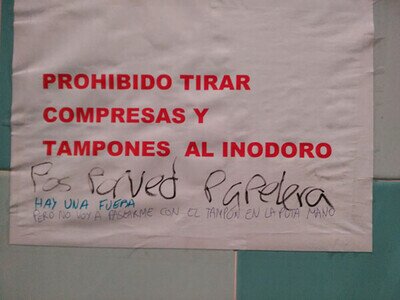 PROHIBIDO TIRAR
COMPRESAS Y
TAMPONES AL INODORO
Pos PoNed PaPelera
HAY UNA FUERA
PERO NO VOY A PASEARME CON EL TAMPÓN EN LA PUTA MANO